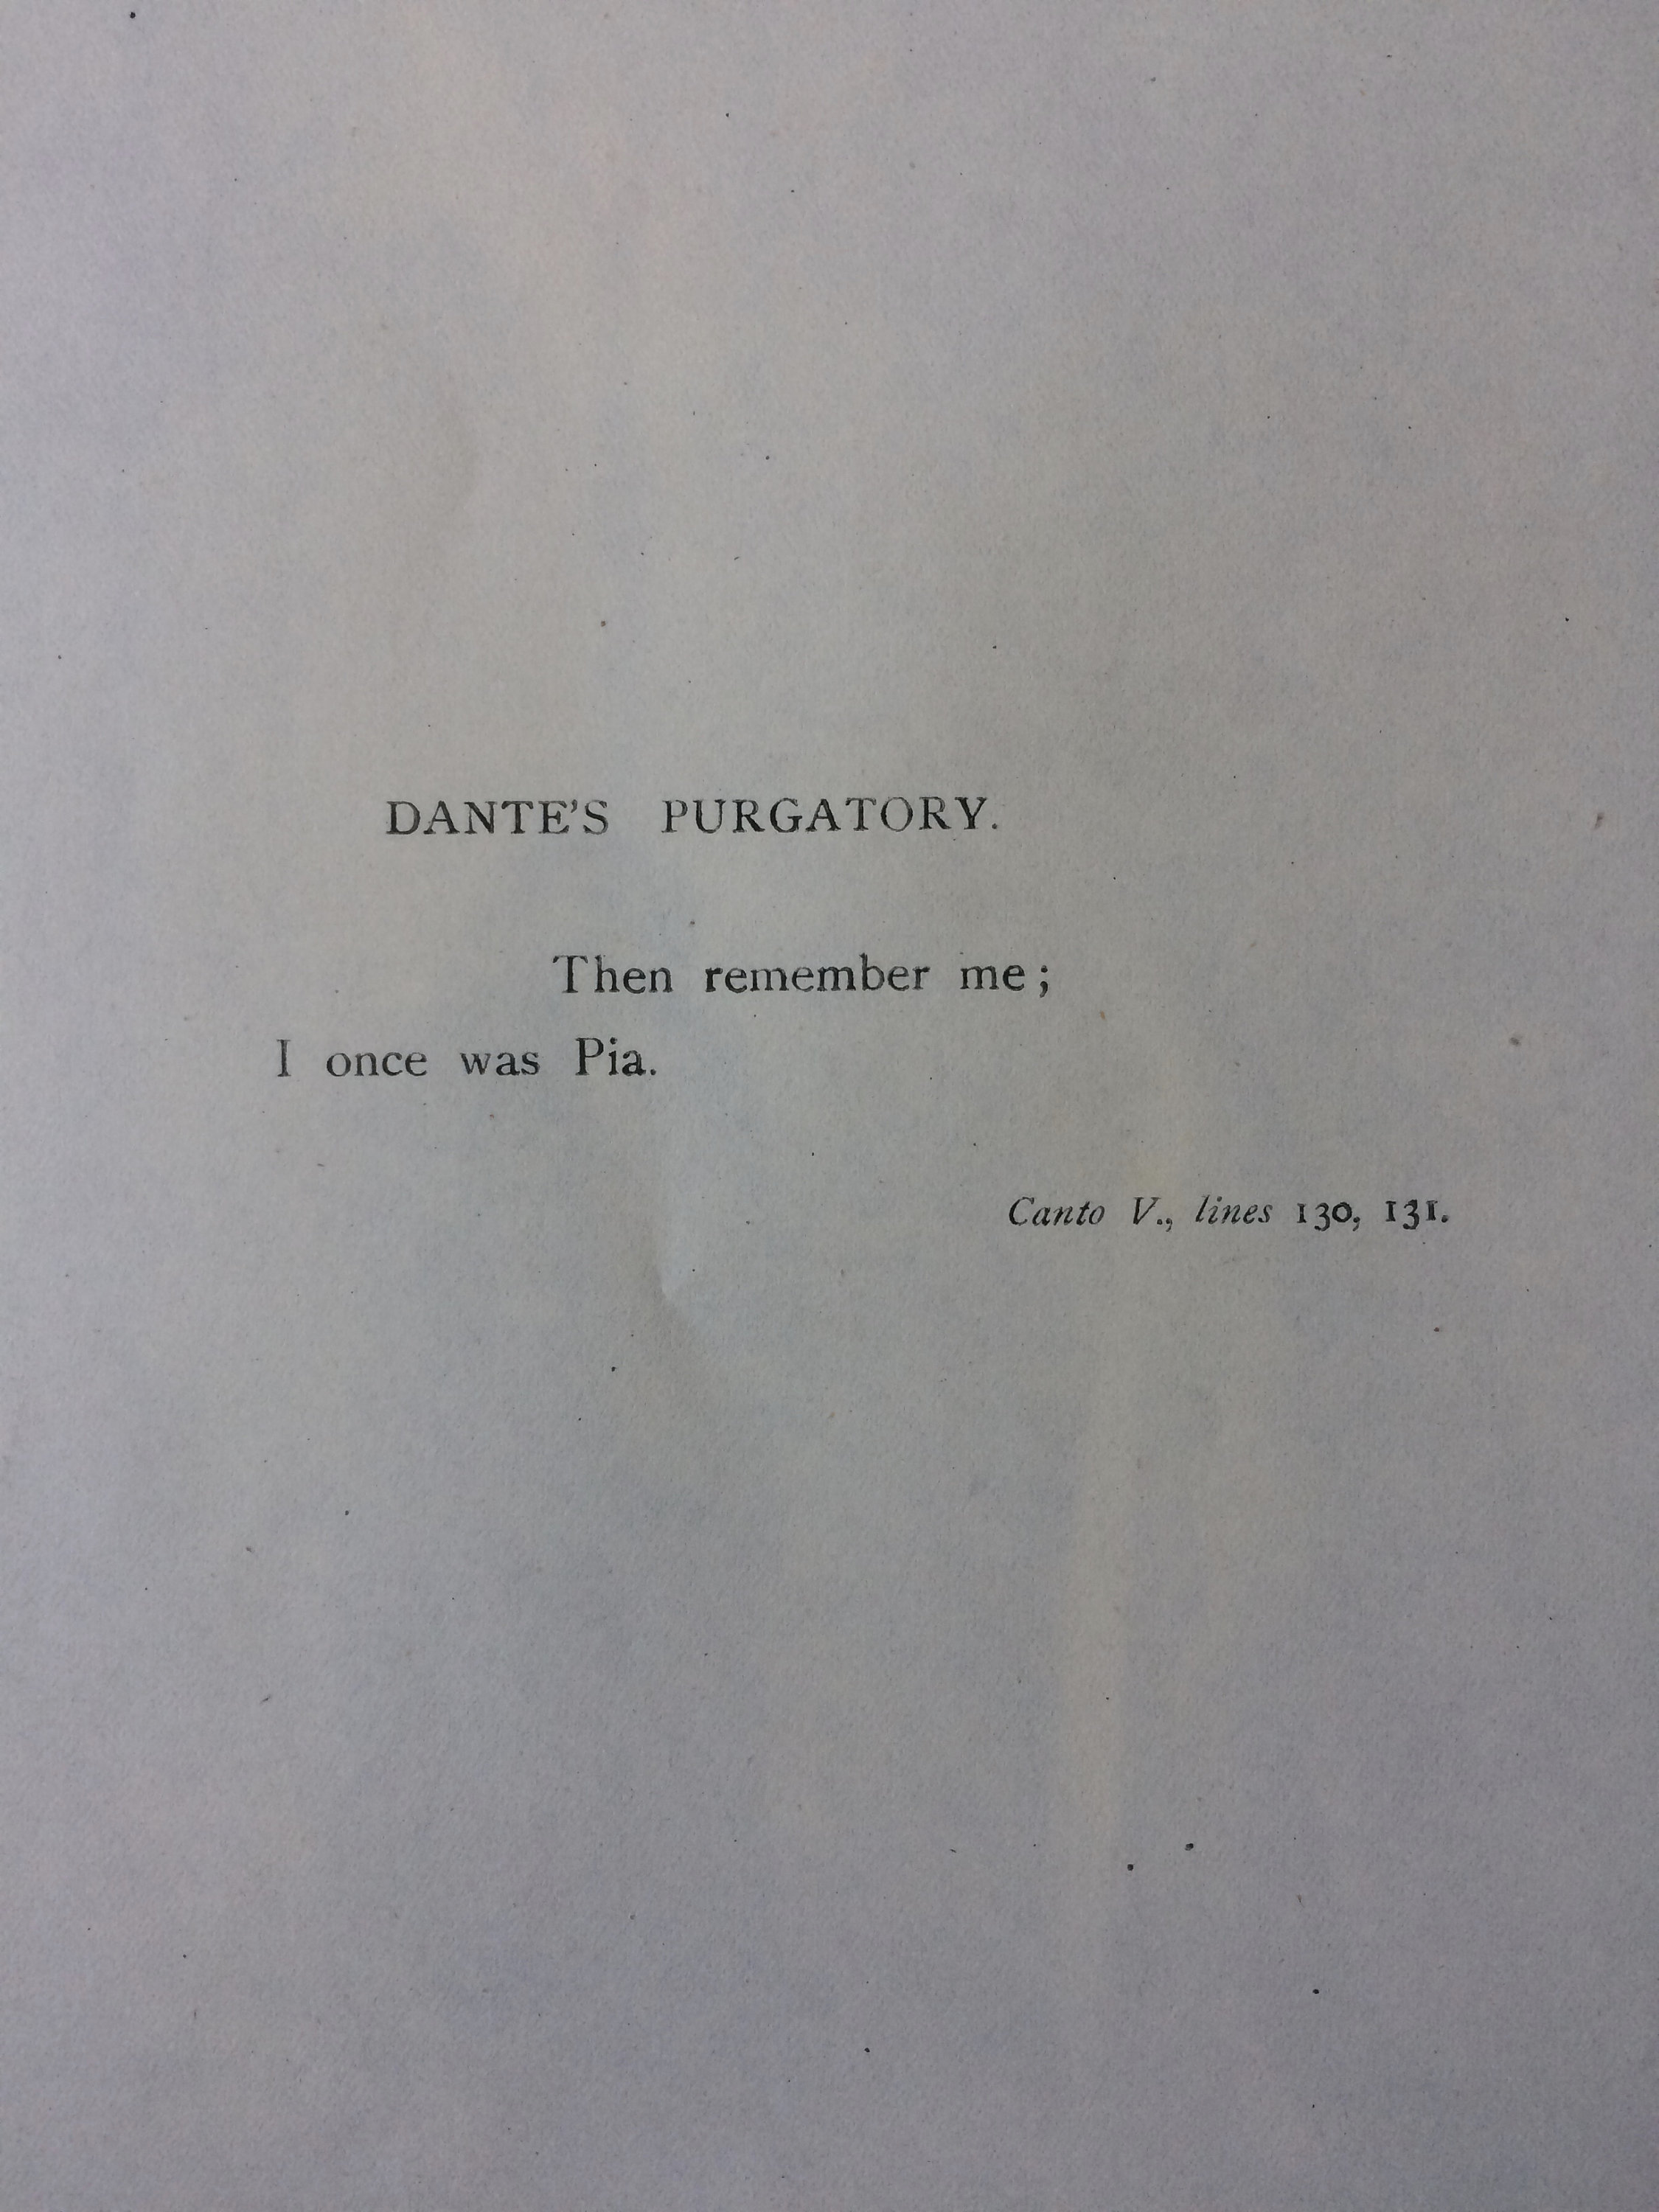 DANTE'S PURGATORY.
Then remember me;
I once was Pia.
Canto V., lines 130, 131.